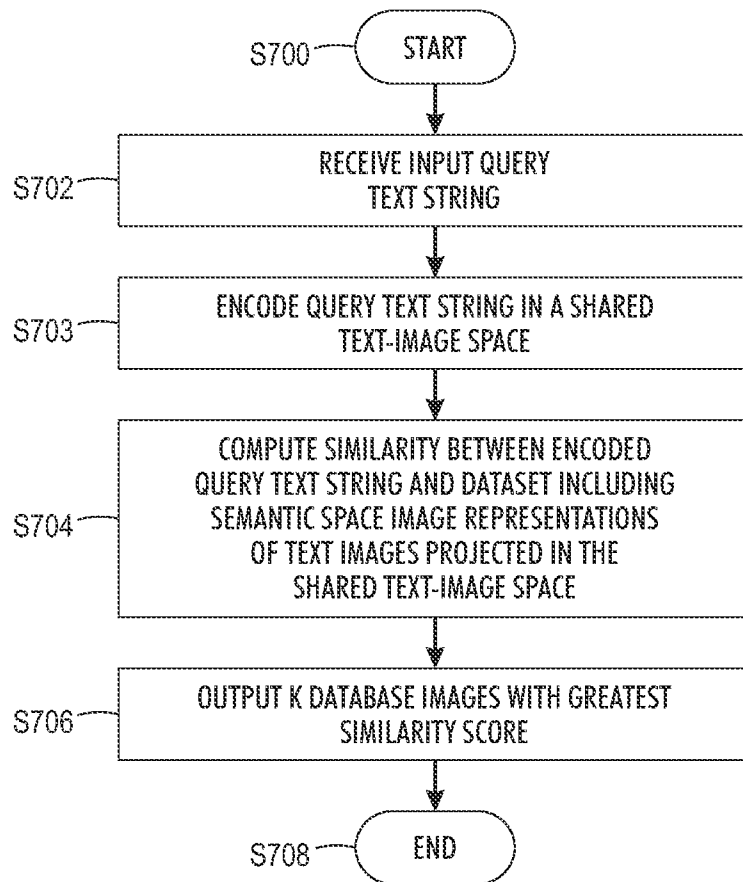 S700
START
S702
RECEIVE INPUT QUERY
TEXT STRING
S703
ENCODE QUERY TEXT STRING IN A SHARED
TEXT-IMAGE SPACE
S704
COMPUTE SIMILARITY BETWEEN ENCODED
QUERY TEXT STRING AND DATASET INCLUDING
SEMANTIC SPACE IMAGE REPRESENTATIONS
OF TEXT IMAGES PROJECTED IN THE
SHARED TEXT-IMAGE SPACE
S706
OUTPUT K DATABASE IMAGES WITH GREATEST
SIMILARITY SCORE
S708
END